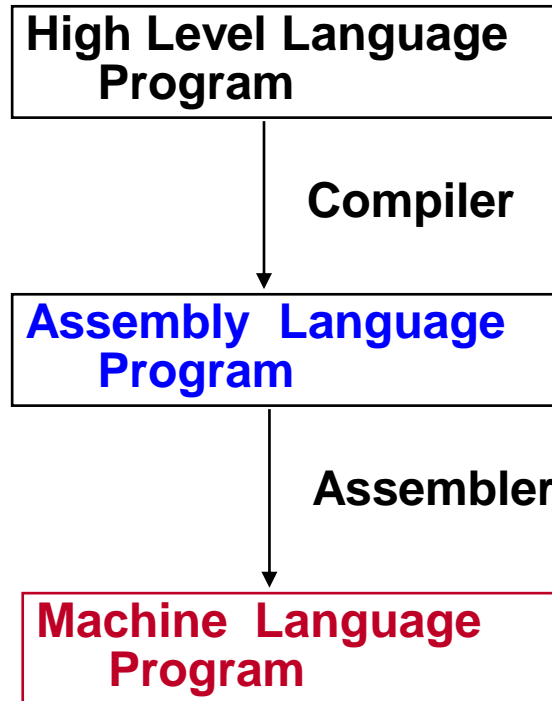 High Level Language
Program
Compiler
Assembly Language
Program
Assembler
Machine Language
Program